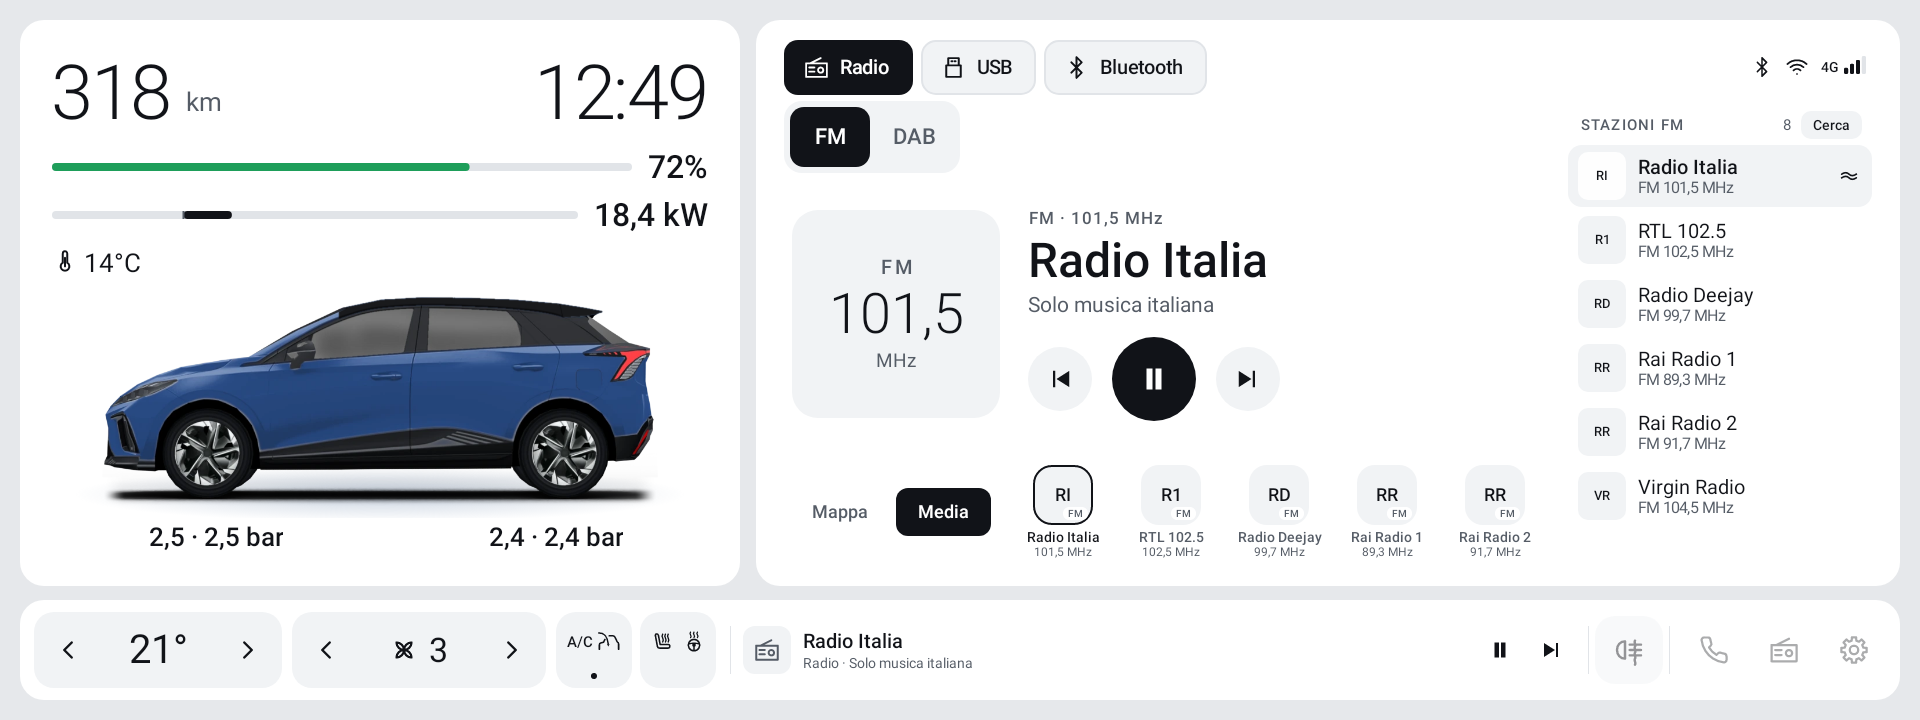 318 km
12:49
72%
18,4 kW
14°C
2,5 · 2,5 bar
2,4 · 2,4 bar
Radio
USB
Bluetooth
4G
FM
DAB
FM
101,5
MHz
FM · 101,5 MHz
Radio Italia
Solo musica italiana
Mappa
Media
RI
FM
Radio Italia
101,5 MHz
R1
FM
RTL 102.5
102,5 MHz
RD
FM
Radio Deejay
99,7 MHz
RR
FM
Rai Radio 1
89,3 MHz
RR
FM
Rai Radio 2
91,7 MHz
STAZIONI FM
8
Cerca
RI
Radio Italia
FM 101,5 MHz
R1
RTL 102.5
FM 102,5 MHz
RD
Radio Deejay
FM 99,7 MHz
RR
Rai Radio 1
FM 89,3 MHz
RR
Rai Radio 2
FM 91,7 MHz
VR
Virgin Radio
FM 104,5 MHz
21°
3
A/C
Radio Italia
Radio · Solo musica italiana